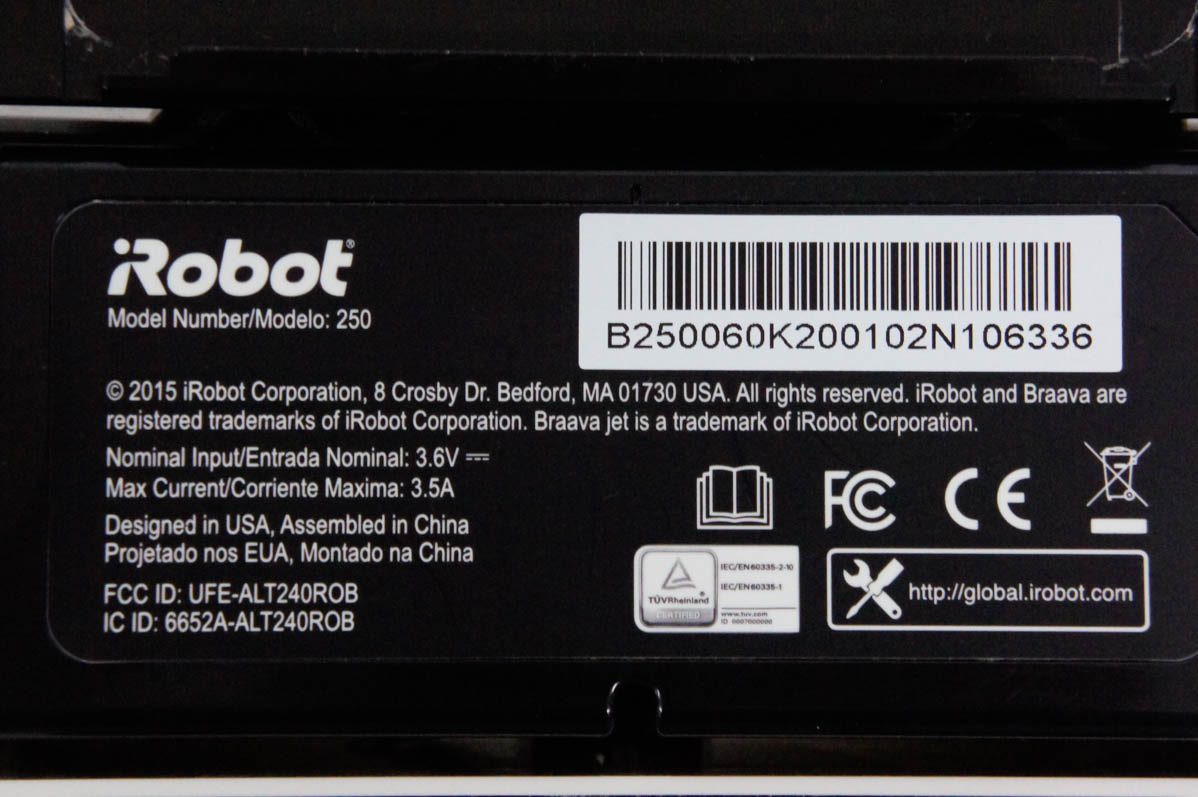 iRobot®
Model Number/Modelo: 250
B250060K200102N106336
© 2015 iRobot Corporation, 8 Crosby Dr. Bedford, MA 01730 USA. All rights reserved. iRobot and Braava are
registered trademarks of iRobot Corporation. Braava jet is a trademark of iRobot Corporation.
Nominal Input/Entrada Nominal: 3.6V ⎓
Max Current/Corriente Maxima: 3.5A
Designed in USA, Assembled in China
Projetado nos EUA, Montado na China
FCC ID: UFE-ALT240ROB
IC ID: 6652A-ALT240ROB
FC CE
TÜVRheinland®
CERTIFIED
IEC/EN60335-2-10
IEC/EN60335-1
www.tuv.com
ID 0007000000
http://global.irobot.com